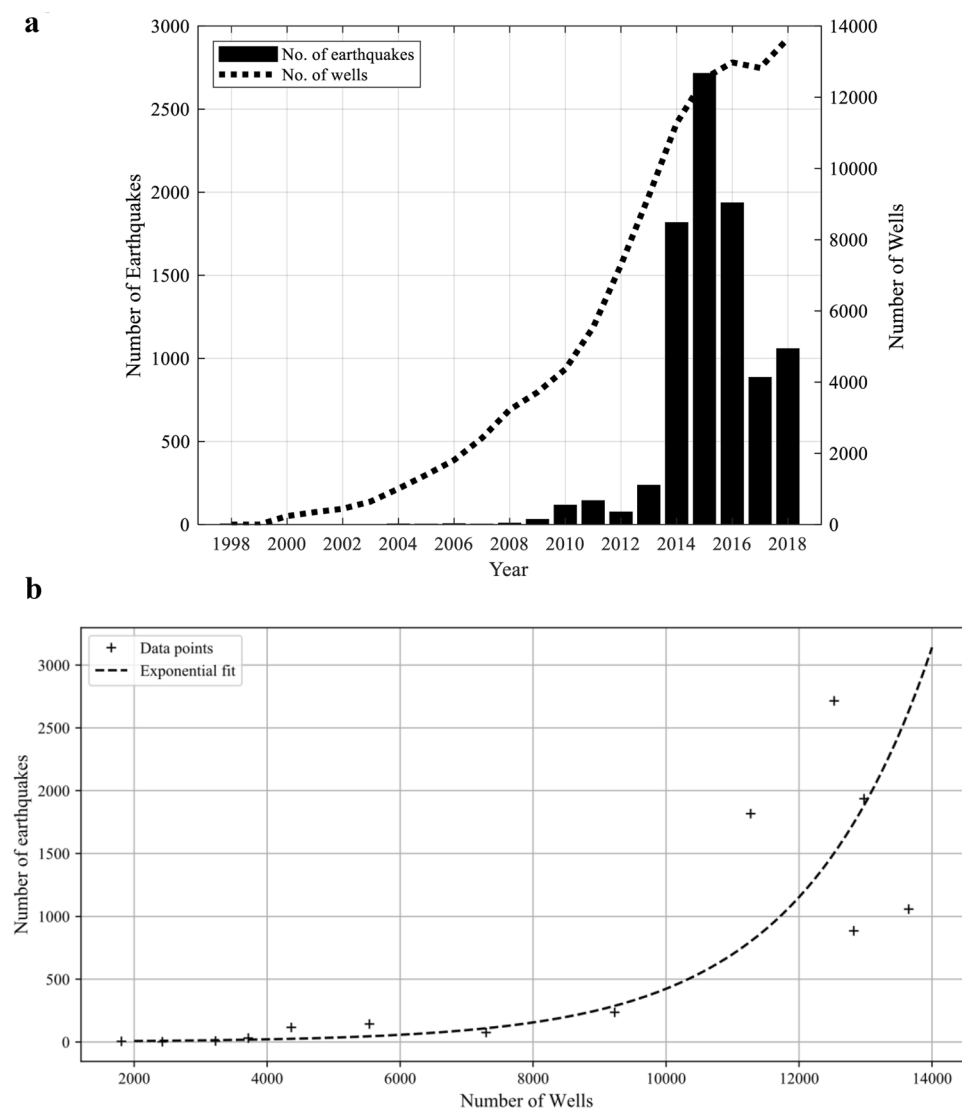 a
3000
2500
2000
1500
1000
500
0
Number of Earthquakes
No. of earthquakes
No. of wells
14000
12000
10000
8000
6000
4000
2000
0
Number of Wells
1998 2000 2002 2004 2006 2008 2010 2012 2014 2016 2018
Year
b
3000
2500
2000
1500
1000
500
0
Number of earthquakes
Data points
Exponential fit
2000 4000 6000 8000 10000 12000 14000
Number of Wells